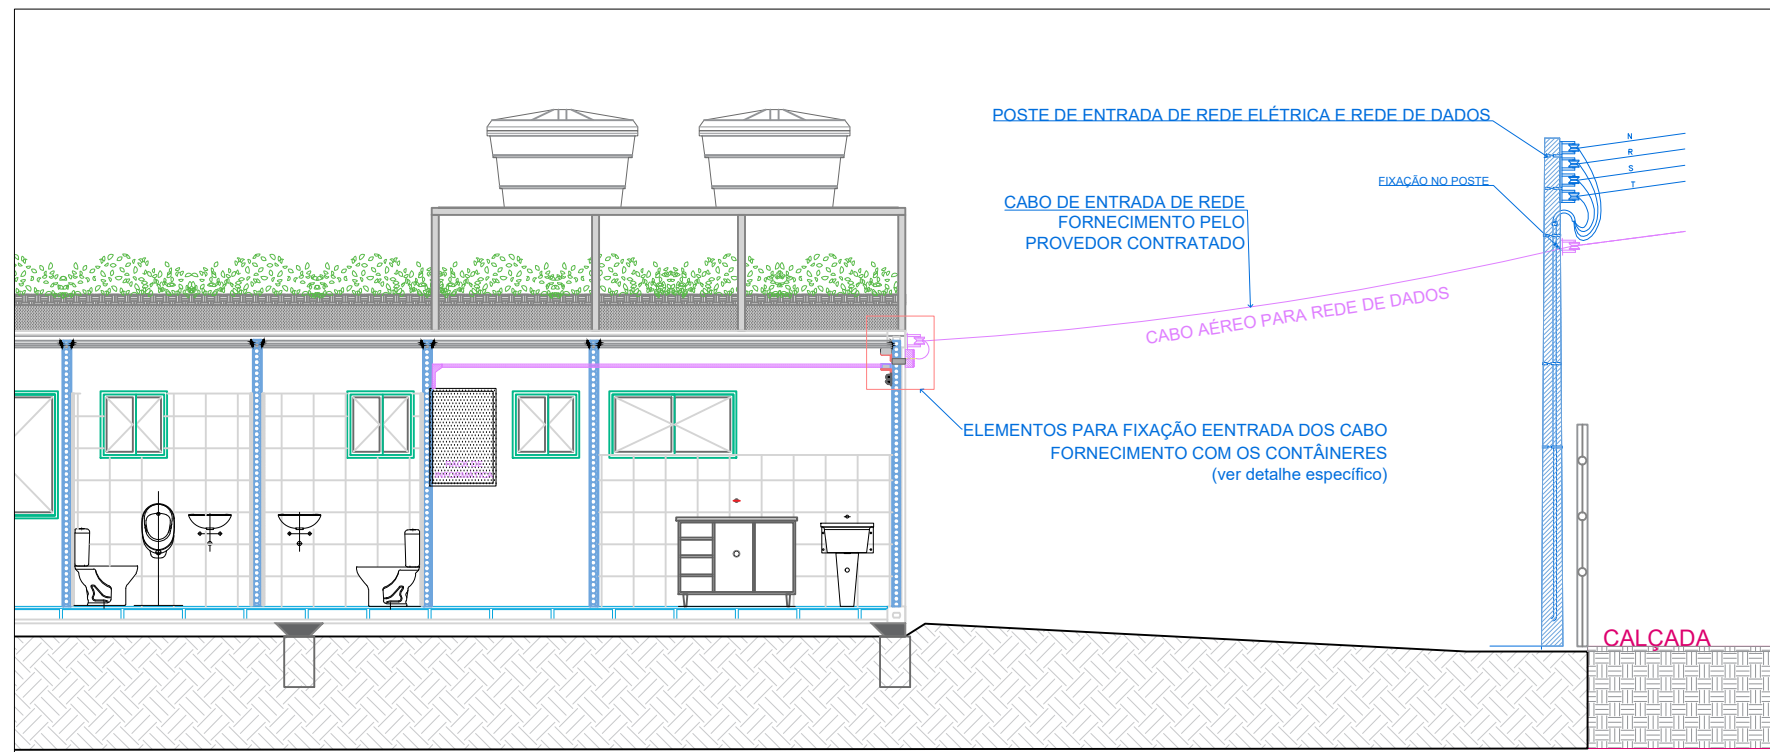 POSTE DE ENTRADA DE REDE ELÉTRICA E REDE DE DADOS
N
R
S
T
FIXAÇÃO NO POSTE
CABO DE ENTRADA DE REDE
FORNECIMENTO PELO
PROVEDOR CONTRATADO
CABO AÉREO PARA REDE DE DADOS
ELEMENTOS PARA FIXAÇÃO EENTRADA DOS CABO
FORNECIMENTO COM OS CONTÂINERES
(ver detalhe específico)
CALÇADA